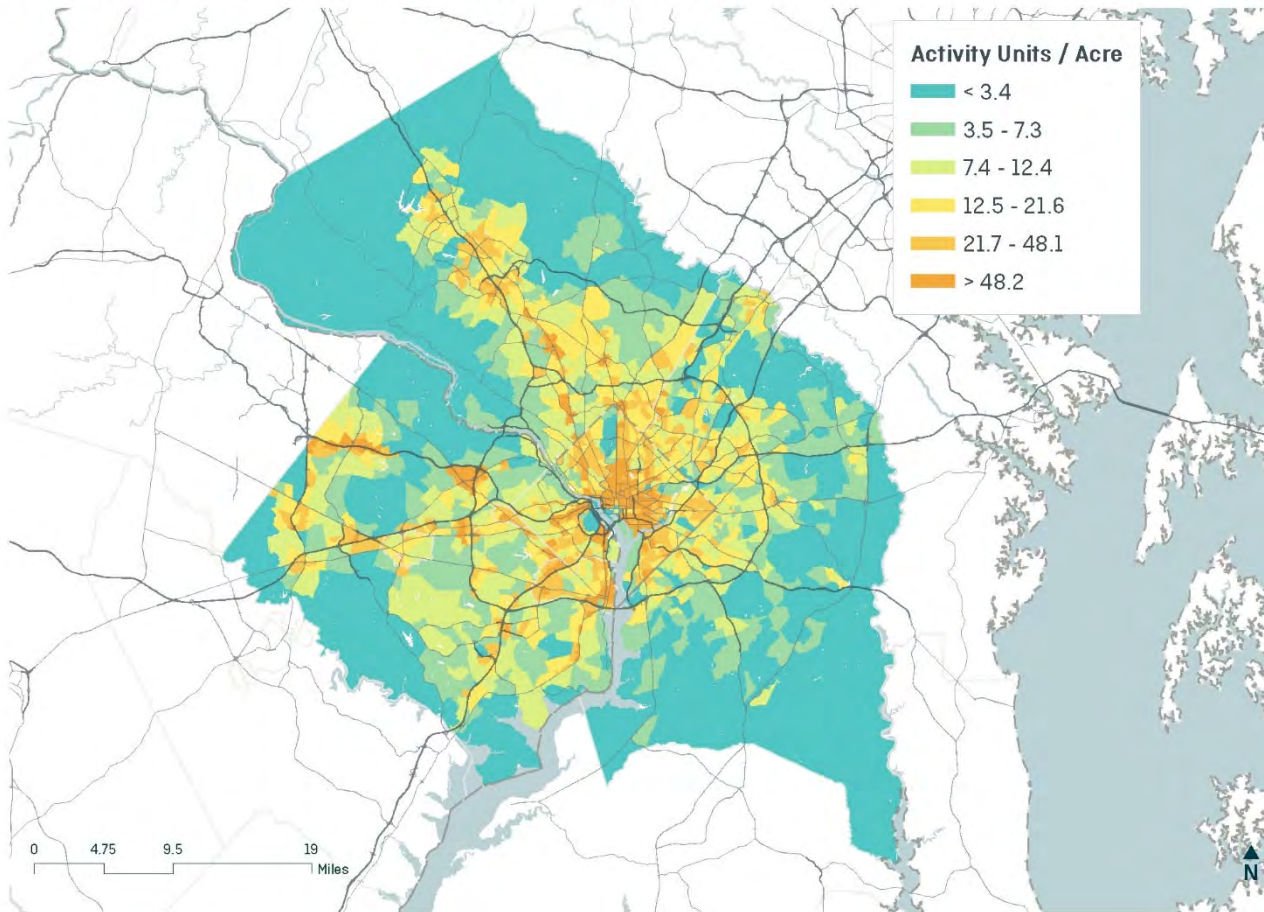 Activity Units / Acre
< 3.4
3.5 - 7.3
7.4 - 12.4
12.5 - 21.6
21.7 - 48.1
> 48.2
0 4.75 9.5 19
Miles
N